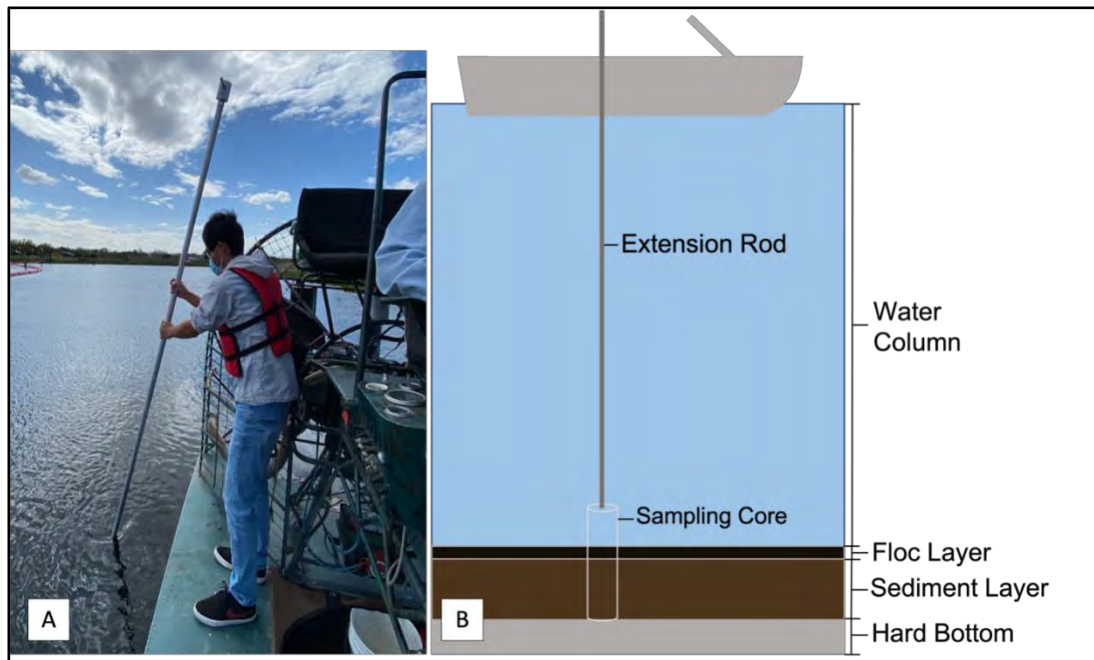 A
Extension Rod
Water
Column
Sampling Core
Floc Layer
Sediment Layer
Hard Bottom
B